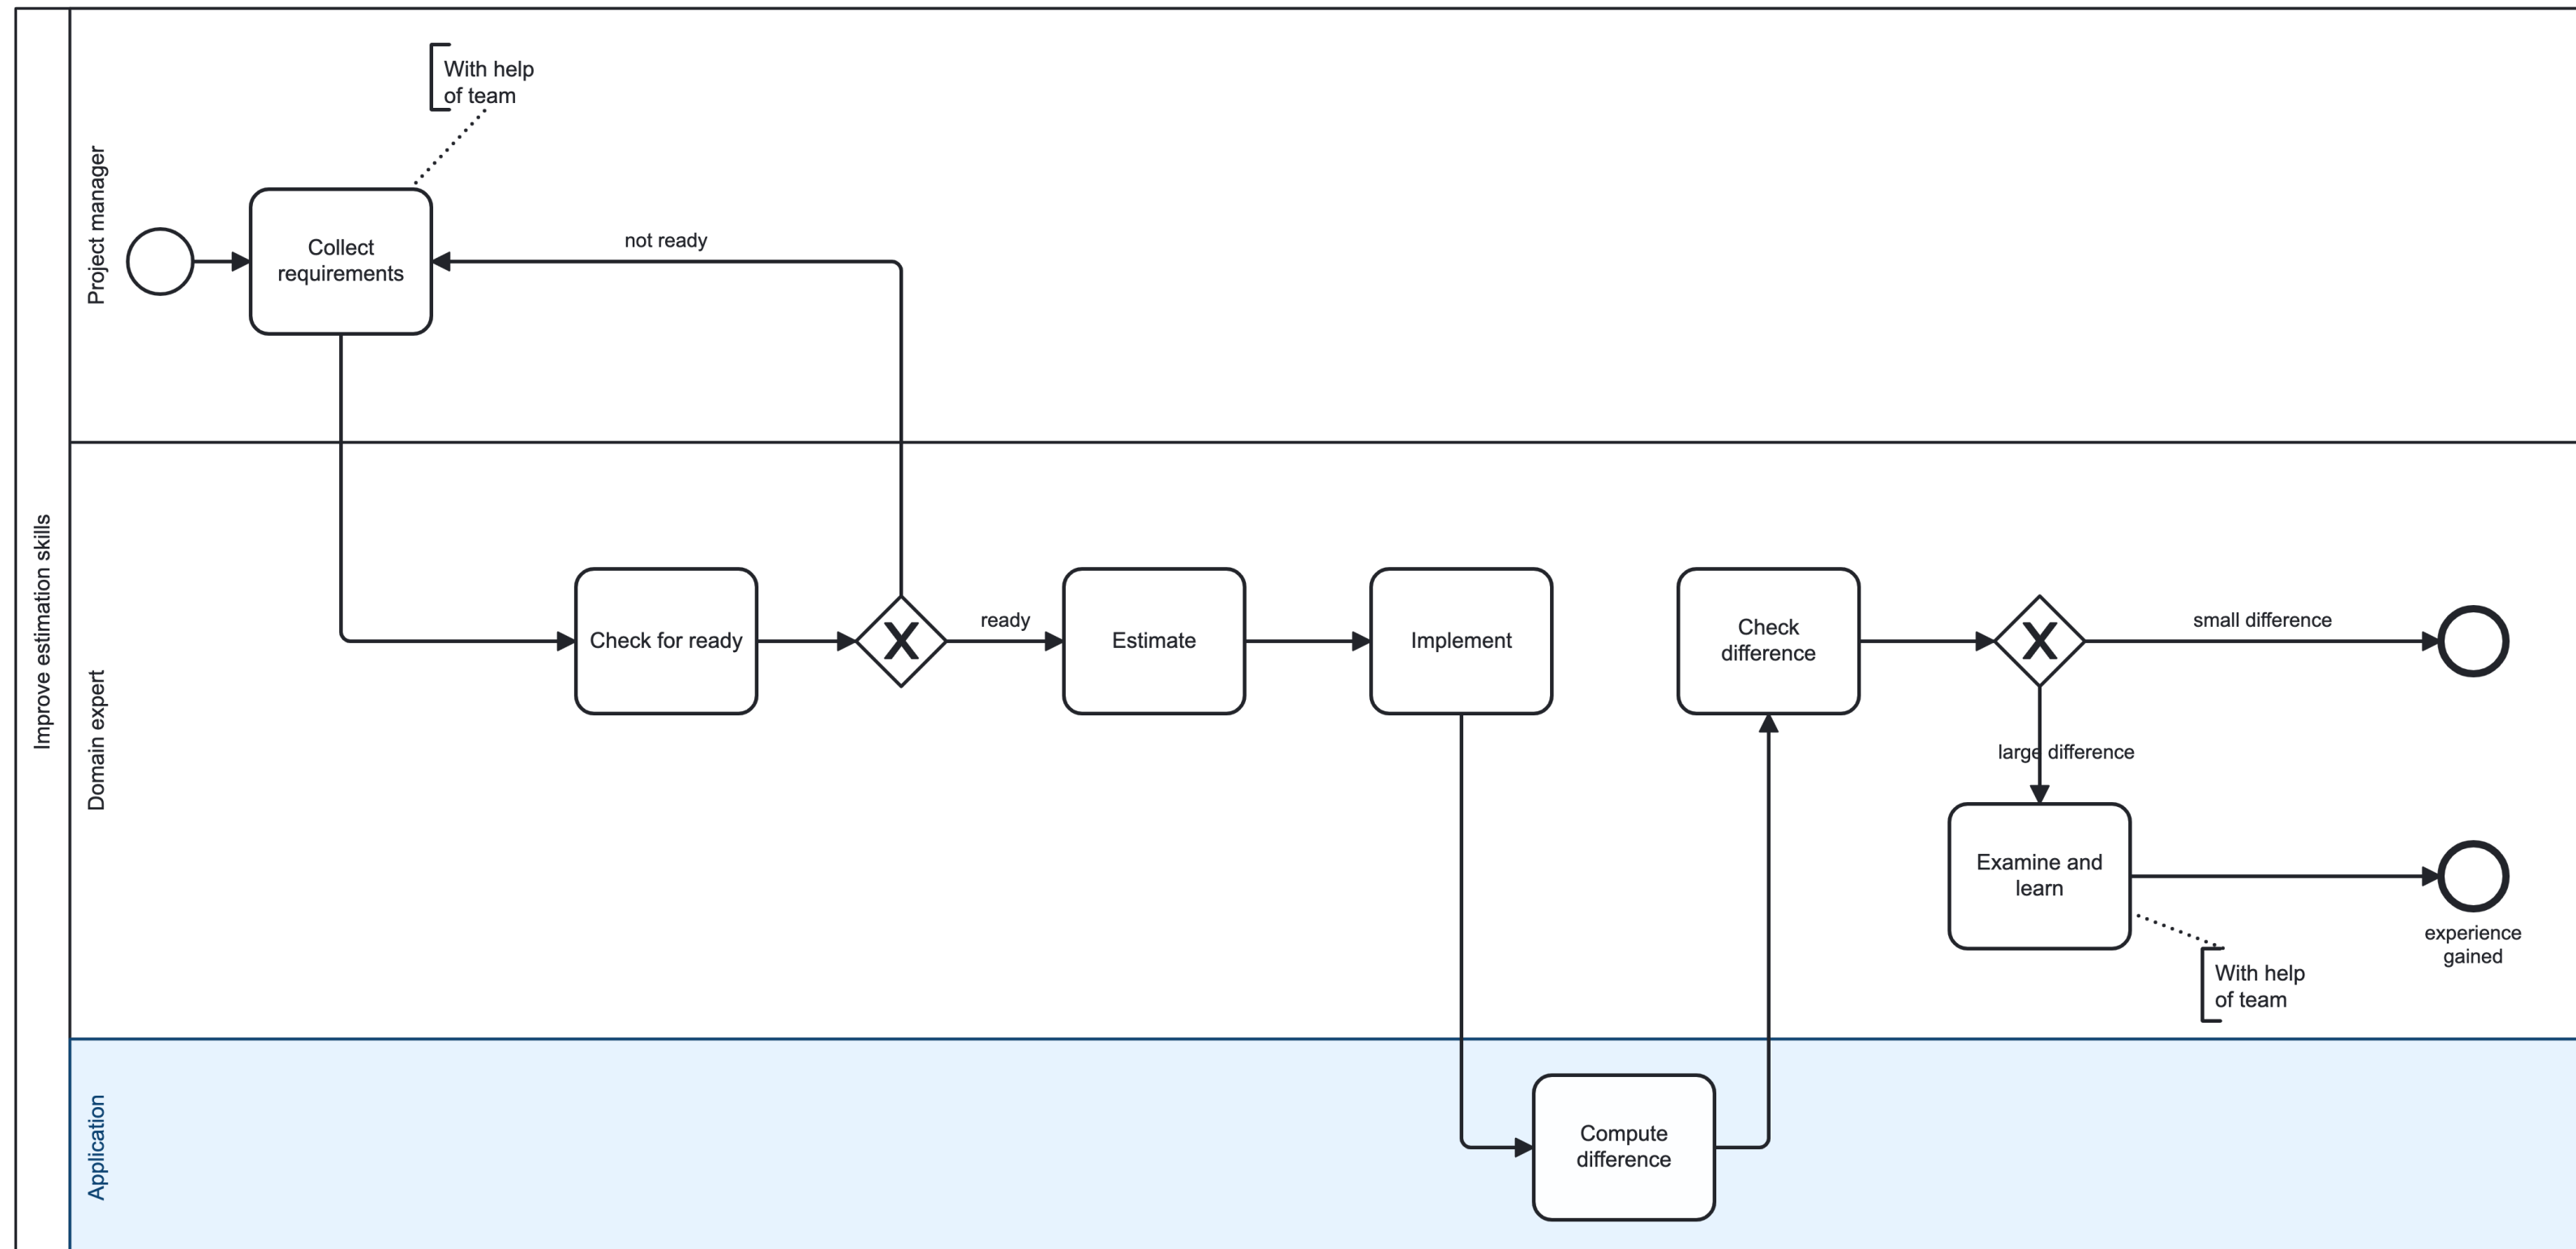 Improve estimation skills
Project manager
With help
of team
Collect
requirements
not ready
Domain expert
Check for ready
X
ready
Estimate
Implement
Check
difference
X
small difference
large difference
Examine and
learn
experience
gained
With help
of team
Application
Compute
difference